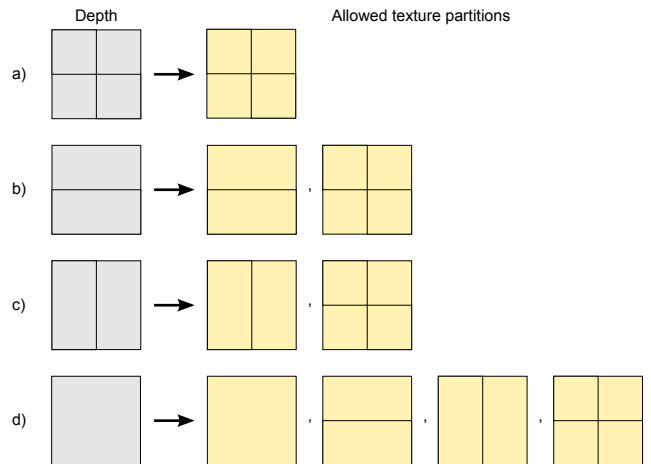 Depth Allowed texture partitions
a)
b) ,
c) ,
d) , , ,